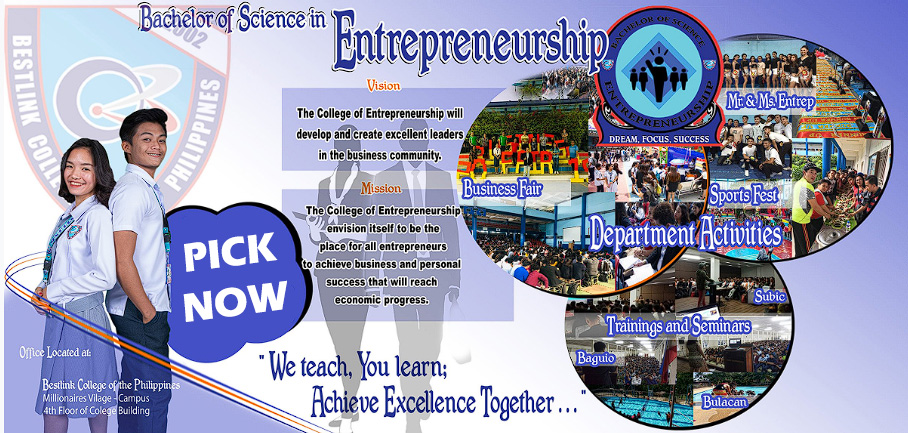 Bachelor of Science in
Entrepreneurship
2002
BESTLINK COLLEGE
PHILIPPINES
BACHELOR OF SCIENCE
ENTREPRENEURSHIP
DREAM, FOCUS, SUCCESS
Vision
The College of Entrepreneurship will
develop and create excellent leaders
in the business community.
Mission
The College of Entrepreneurship
envision itself to be the
place for all entrepreneurs
to achieve business and personal
success that will reach
economic progress.
PICK
NOW
Mr. & Ms. Entrep
Business Fair
Sports Fest
Department Activities
Subic
Trainings and Seminars
Baguio
Bulacan
Office Located at:
Bestlink College of the Philippines
Millionaires Vilage - Campus
4th Floor of Colege Building
" We teach, You learn;
Achieve Excellence Together . . . "